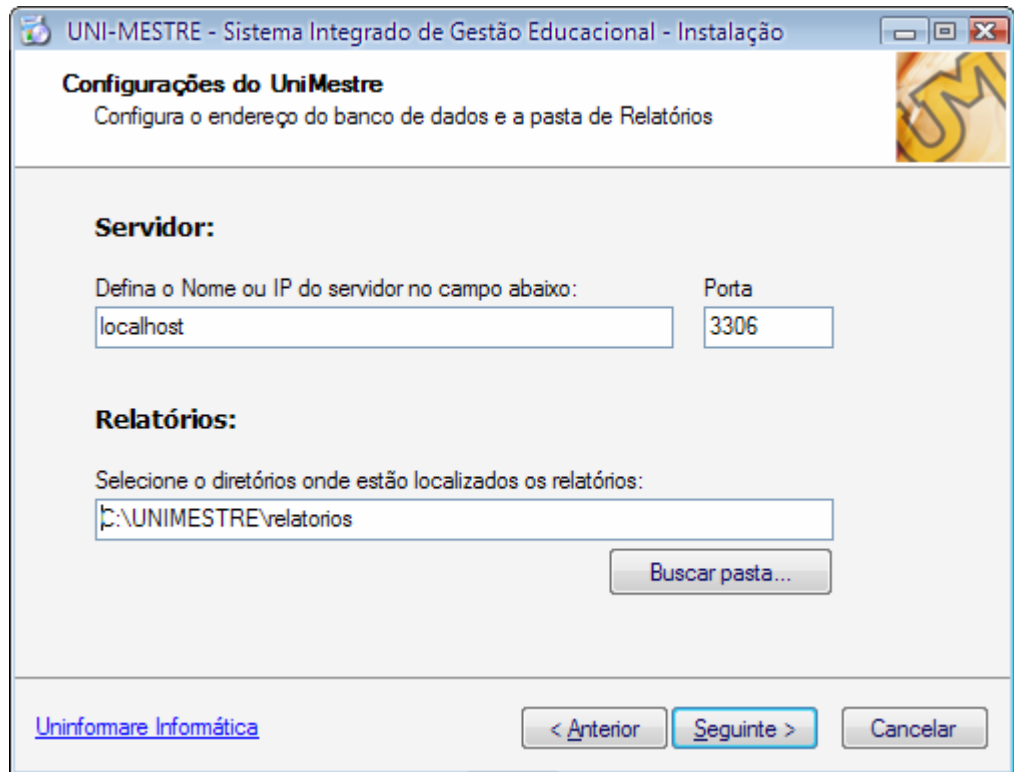 UNI-MESTRE - Sistema Integrado de Gestão Educacional - Instalação
Configurações do UniMestre
Configura o endereço do banco de dados e a pasta de Relatórios
UM
Servidor:
Defina o Nome ou IP do servidor no campo abaixo:
Porta
localhost
3306
Relatórios:
Selecione o diretórios onde estão localizados os relatórios:
C:\UNIMESTRE\relatorios
Buscar pasta...
Uninformare Informática
< Anterior
Seguinte >
Cancelar